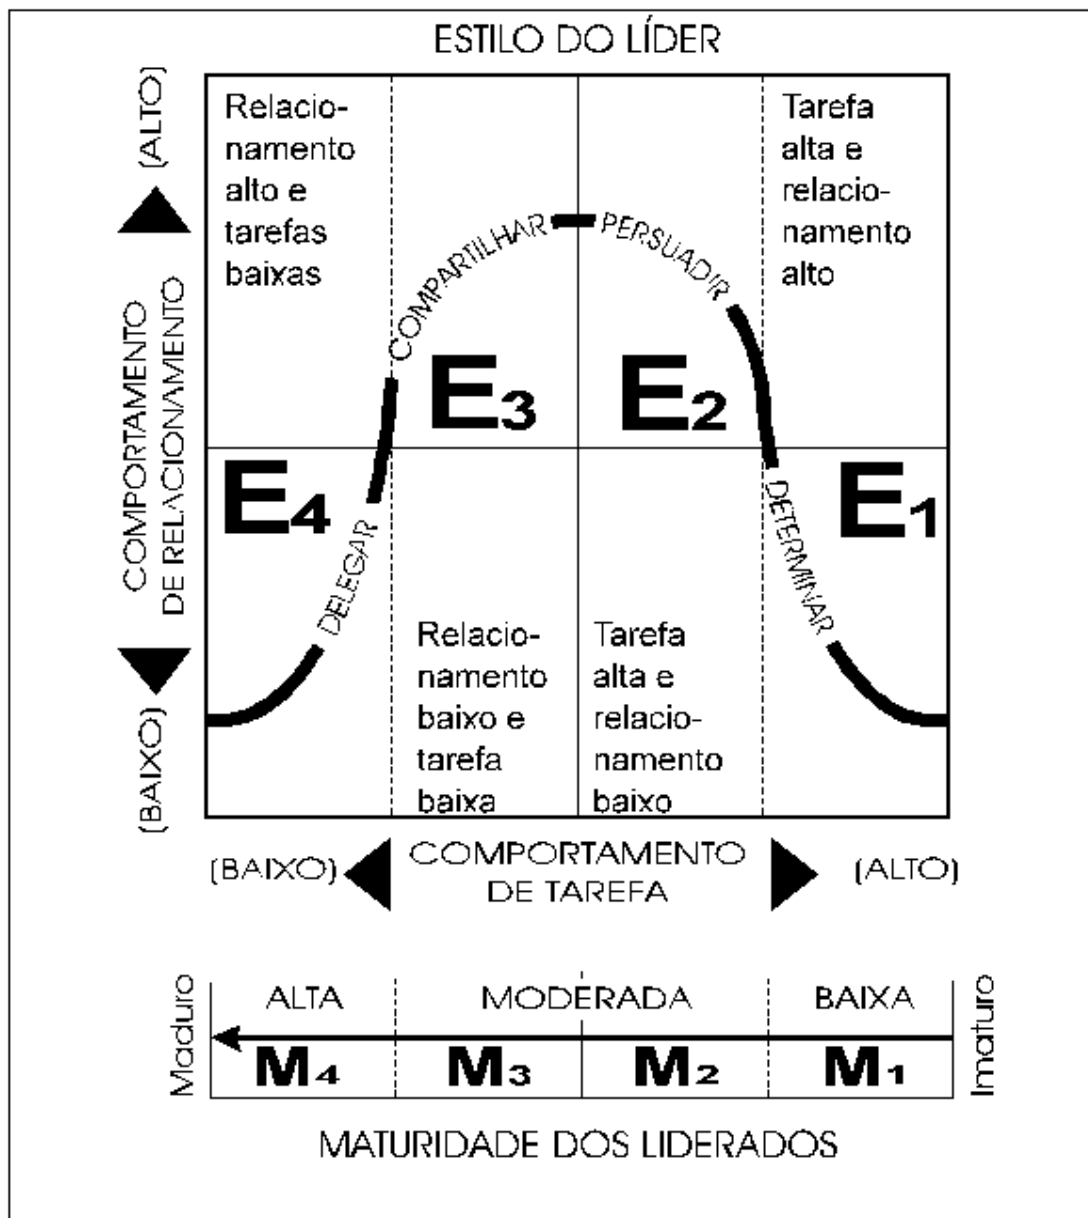 ESTILO DO LÍDER
(ALTO)
COMPORTAMENTO
DE RELACIONAMENTO
(BAIXO)
Relacio-
namento
alto e
tarefas
baixas
Tarefa
alta e
relacio-
namento
alto
COMPARTILHAR
PERSUADIR
E3
E2
E4
E1
DELEGAR
DETERMINAR
Relacio-
namento
baixo e
tarefa
baixa
Tarefa
alta e
relacio-
namento
baixo
(BAIXO)
COMPORTAMENTO
DE TAREFA
(ALTO)
Maduro
ALTA
MODERADA
BAIXA
Imaturo
M4
M3
M2
M1
MATURIDADE DOS LIDERADOS